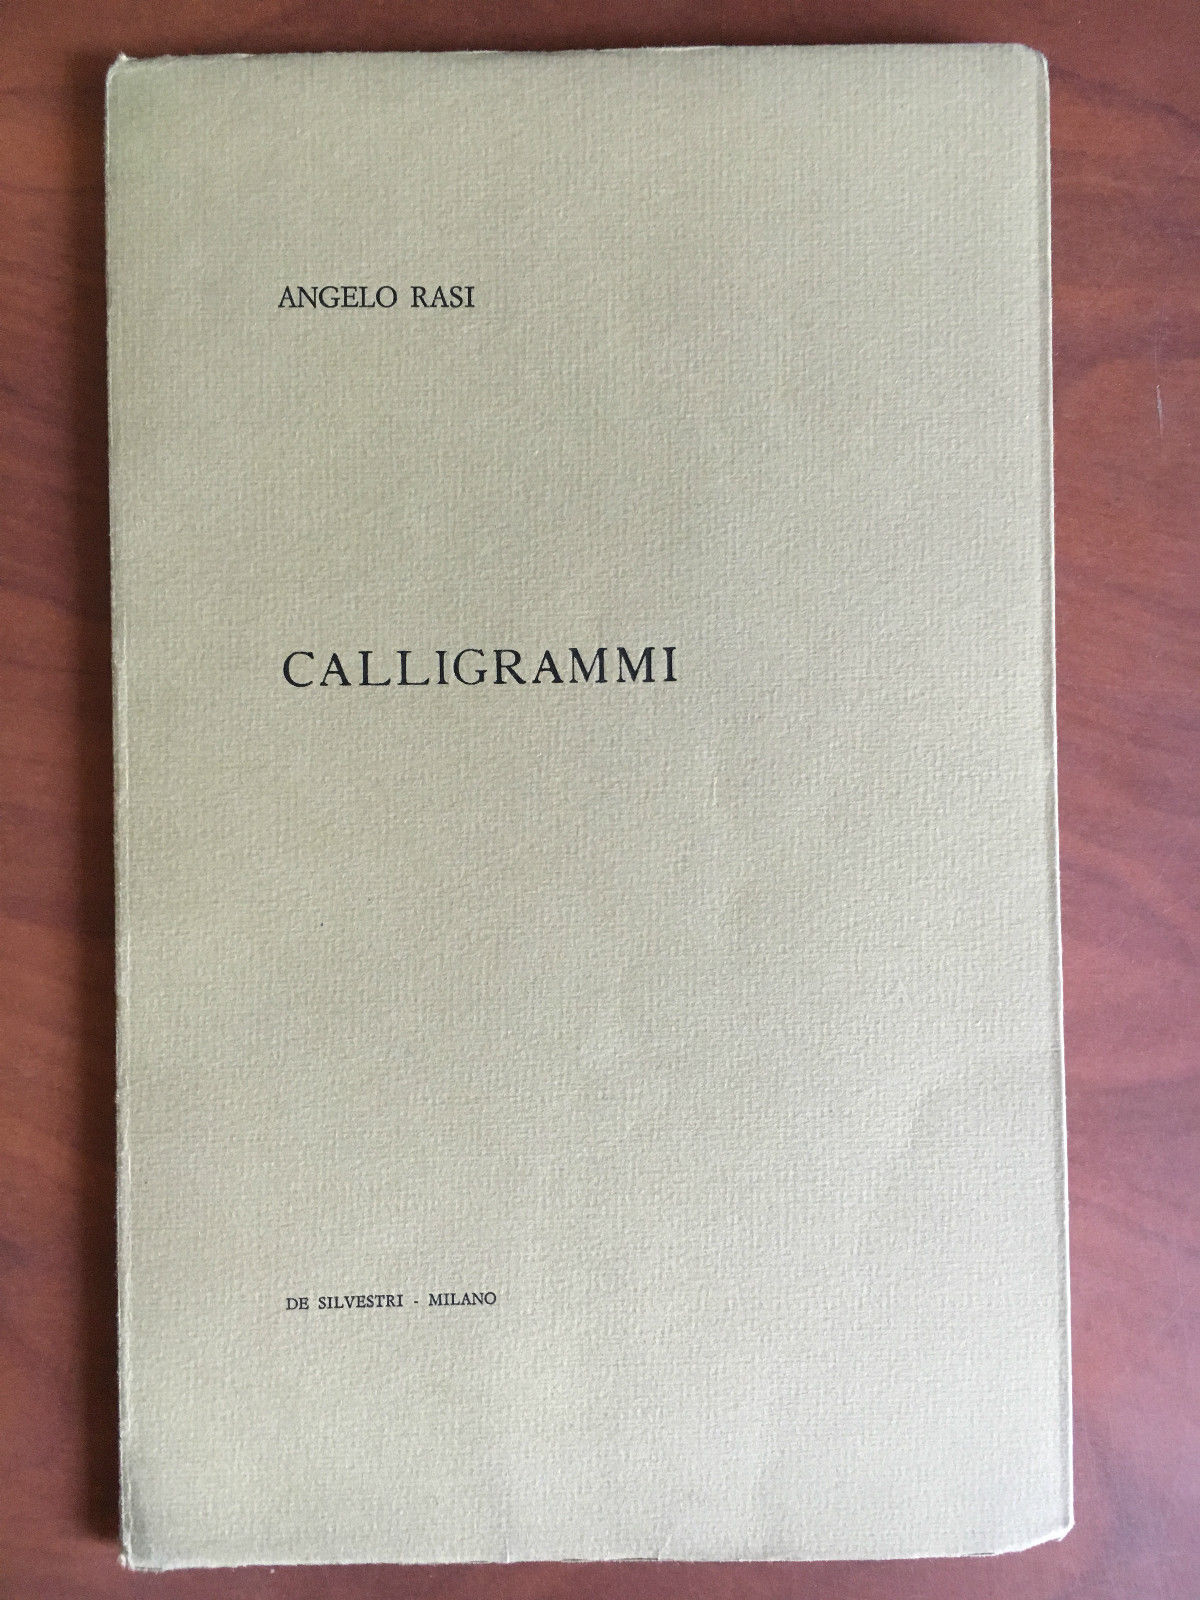 ANGELO RASI
CALLIGRAMMI
DE SILVESTRI - MILANO